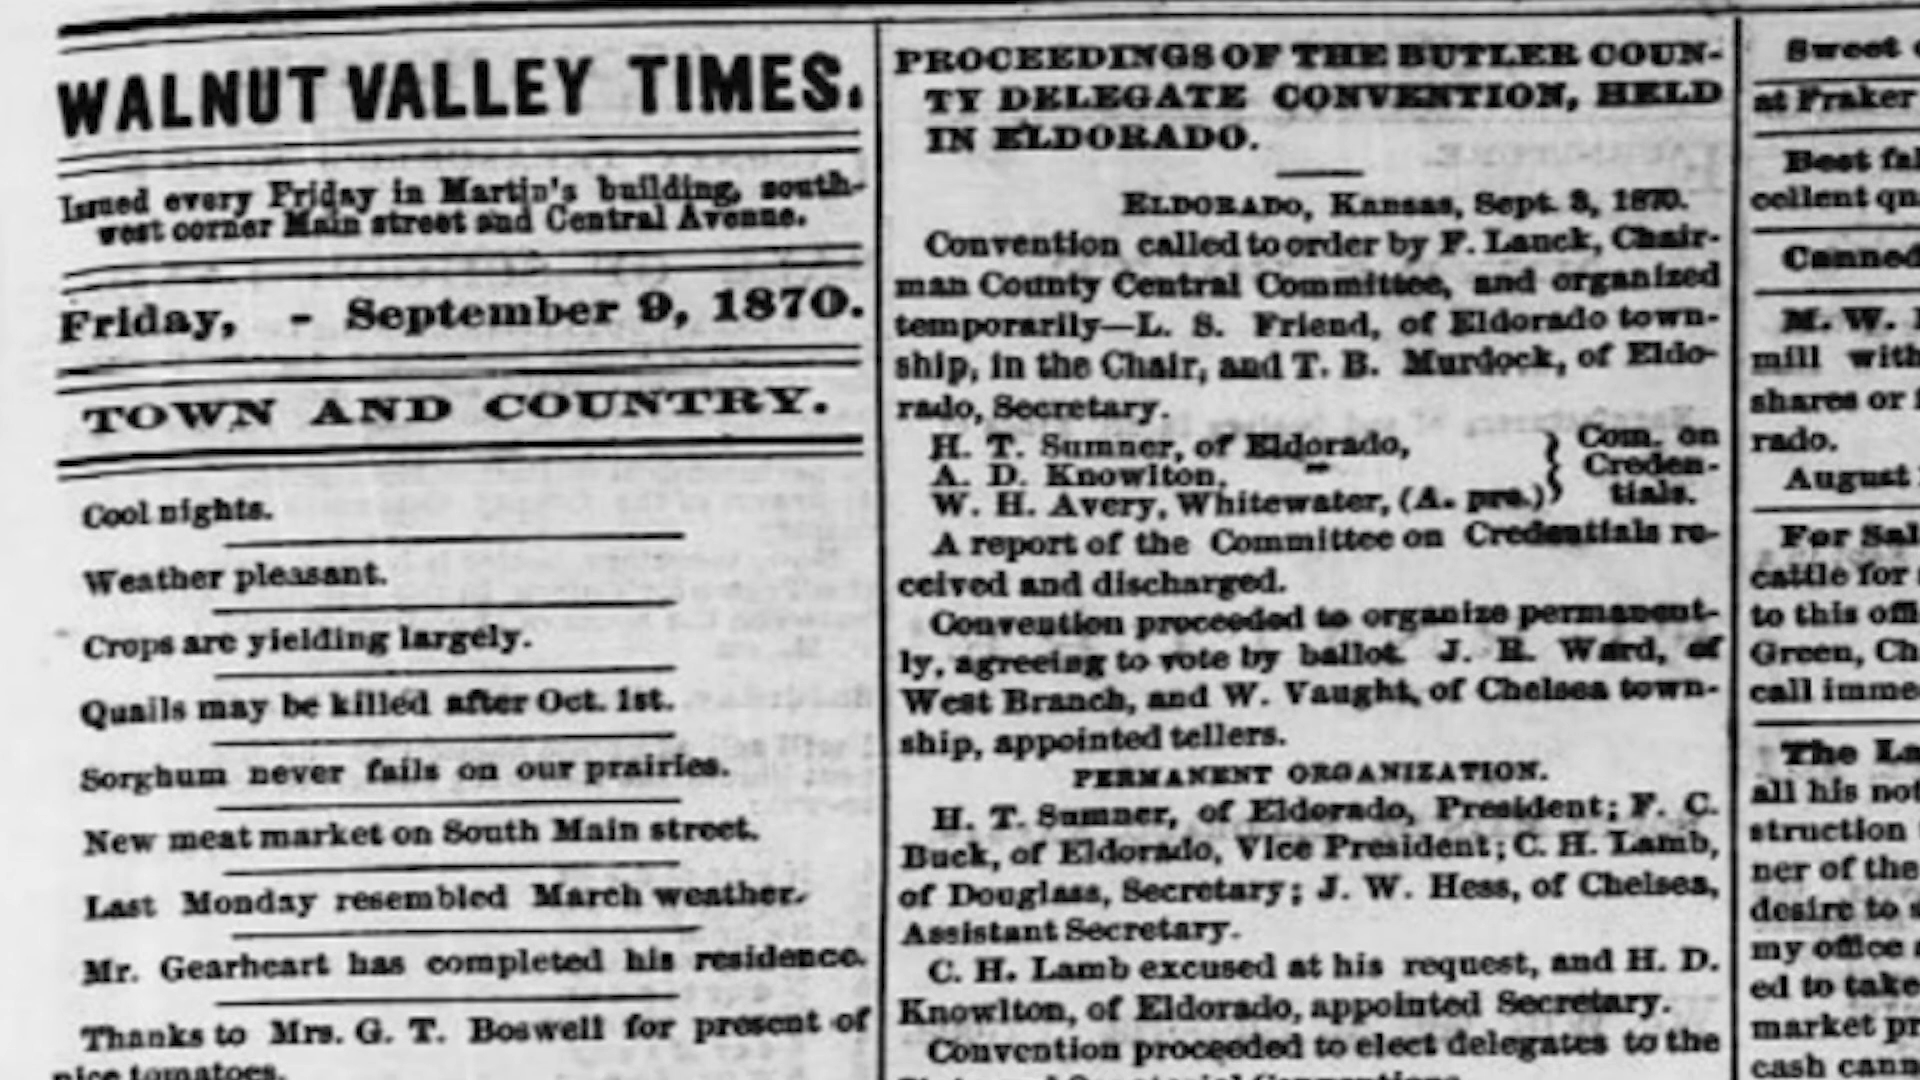 WALNUT VALLEY TIMES.
Issued every Friday in Martin's building, south-
west corner Main street and Central Avenue.
Friday, - September 9, 1870.
TOWN AND COUNTRY.
Cool nights.
Weather pleasant.
Crops are yielding largely.
Quails may be killed after Oct. 1st.
Sorghum never fails on our prairies.
New meat market on South Main street.
Last Monday resembled March weather.
Mr. Gearheart has completed his residence.
Thanks to Mrs. G. T. Boswell for present of
nice tomatoes.
PROCEEDINGS OF THE BUTLER COUN-
TY DELEGATE CONVENTION, HELD
IN ELDORADO.
ELDORADO, Kansas, Sept. 3, 1870.
Convention called to order by F. Lanck, Chair-
man County Central Committee, and organized
temporarily—L. S. Friend, of Eldorado town-
ship, in the Chair, and T. B. Murdock, of Eldo-
rado, Secretary.
H. T. Sumner, of Eldorado,
A. D. Knowlton,
W. H. Avery, Whitewater, (A. pre.)
} Com. on
Creden-
tials.
A report of the Committee on Credentials re-
ceived and discharged.
Convention proceeded to organize permanent-
ly, agreeing to vote by ballot. J. R. Ward, of
West Branch, and W. Vaught, of Chelsea town-
ship, appointed tellers.
PERMANENT ORGANIZATION.
H. T. Sumner, of Eldorado, President; F. C.
Buck, of Eldorado, Vice President; C. H. Lamb,
of Douglass, Secretary; J. W. Hess, of Chelsea,
Assistant Secretary.
C. H. Lamb excused at his request, and H. D.
Knowlton, of Eldorado, appointed Secretary.
Convention proceeded to elect delegates to the
Sweet
at Fraker
Best fal
cellent qu
Canned
M. W.
mill with
shares or
rado.
August
For Sal
cattle for
to this offi
Green, Ch
call imme
The La
all his not
struction
ner of the
desire to s
my office
ed to take
market pr
cash cann